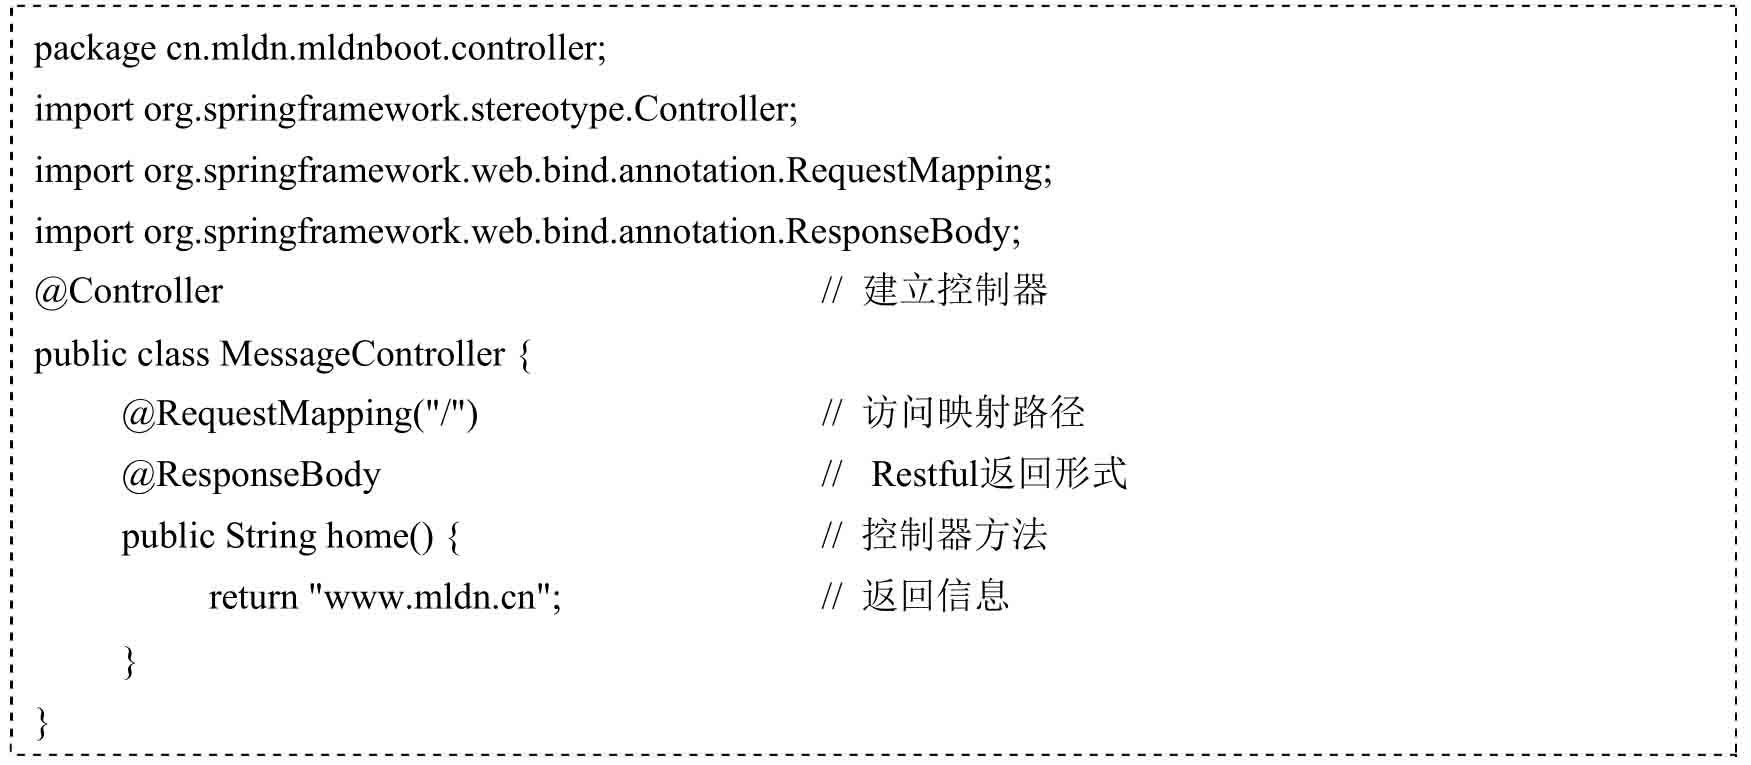 package cn.mldn.mldnboot.controller;
import org.springframework.stereotype.Controller;
import org.springframework.web.bind.annotation.RequestMapping;
import org.springframework.web.bind.annotation.ResponseBody;
@Controller // 建立控制器
public class MessageController {
@RequestMapping("/") // 访问映射路径
@ResponseBody // Restful返回形式
public String home() { // 控制器方法
return "www.mldn.cn"; // 返回信息
}
}